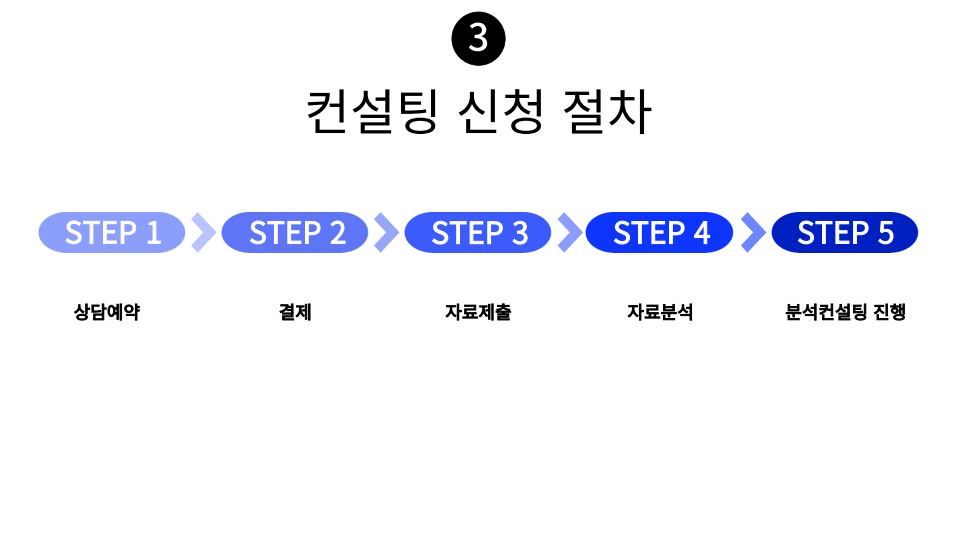 3
컨설팅 신청 절차
STEP 1
STEP 2
STEP 3
STEP 4
STEP 5
상담예약
결제
자료제출
자료분석
분석컨설팅 진행